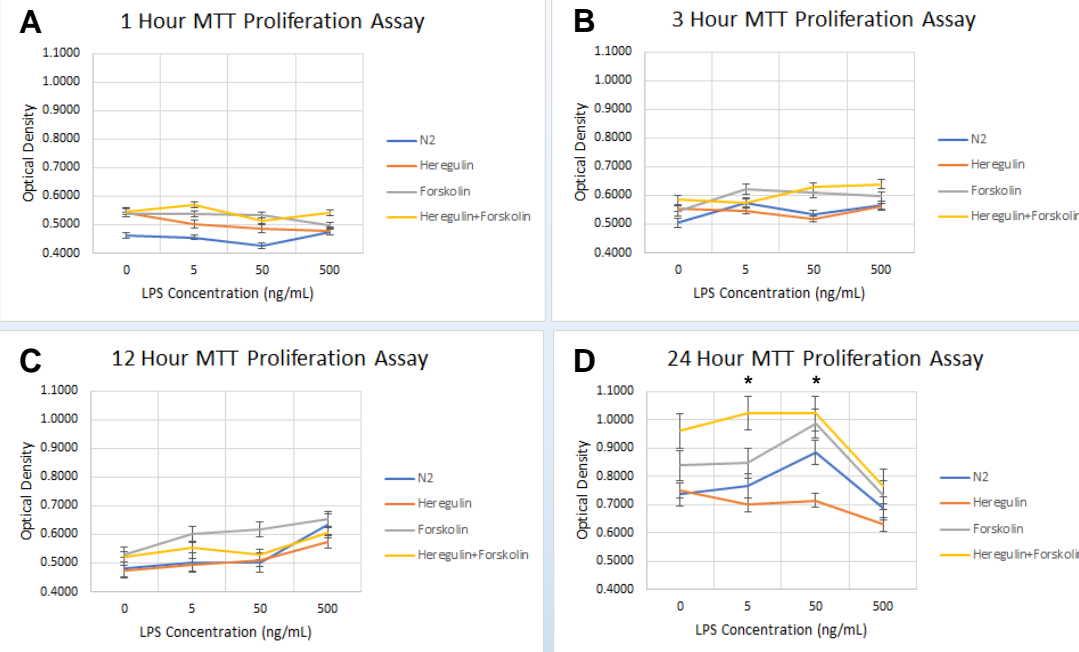 A
1 Hour MTT Proliferation Assay
1.1000
1.0000
0.9000
0.8000
0.7000
0.6000
0.5000
0.4000
Optical Density
0 5 50 500
LPS Concentration (ng/mL)
N2
Heregulin
Forskolin
Heregulin+Forskolin
B
3 Hour MTT Proliferation Assay
1.1000
1.0000
0.9000
0.8000
0.7000
0.6000
0.5000
0.4000
Optical Density
0 5 50 500
LPS Concentration (ng/mL)
N2
Heregulin
Forskolin
Heregulin+Forskolin
C
12 Hour MTT Proliferation Assay
1.1000
1.0000
0.9000
0.8000
0.7000
0.6000
0.5000
0.4000
Optical Density
0 5 50 500
LPS Concentration (ng/mL)
N2
Heregulin
Forskolin
Heregulin+Forskolin
D
24 Hour MTT Proliferation Assay
* *
1.1000
1.0000
0.9000
0.8000
0.7000
0.6000
0.5000
0.4000
Optical Density
0 5 50 500
LPS Concentration (ng/mL)
N2
Heregulin
Forskolin
Heregulin+Forskolin